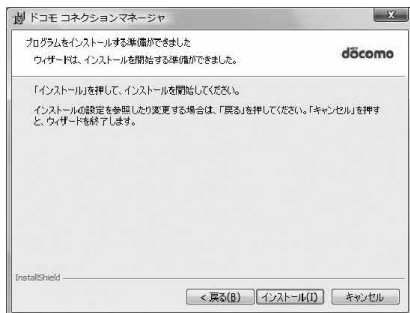 ドコモ コネクションマネージャ
プログラムをインストールする準備ができました
ウィザードは、インストールを開始する準備ができました。
döcomo
「インストール」を押して、インストールを開始してください。
インストールの設定を参照したり変更する場合は、「戻る」を押してください。「キャンセル」を押す
と、ウィザードを終了します。
InstallShield
< 戻る(B)
インストール(I)
キャンセル